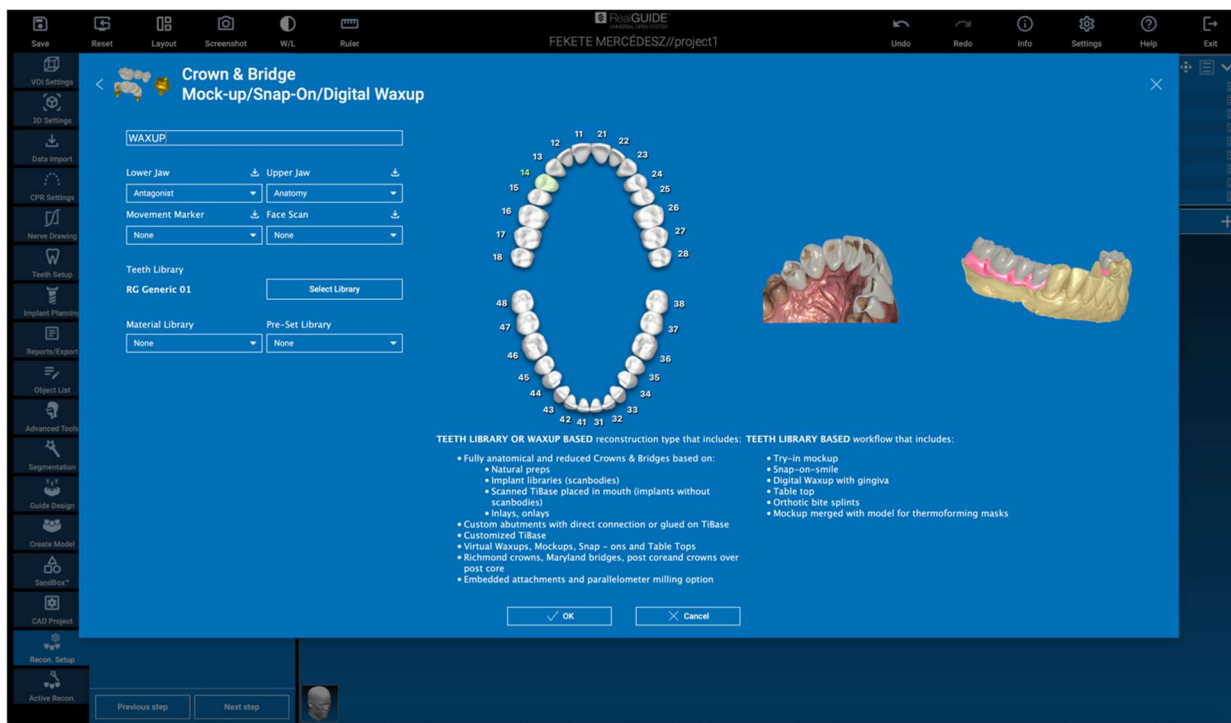 RealGUIDE
UNIVERSAL OPEN SYSTEM
Save
Reset
Layout
Screenshot
W/L
Ruler
FEKETE MERCÉDESZ//project1
Undo
Redo
Info
Settings
Help
Exit
VOI Settings
3D Settings
Data Import
CPR Settings
Nerve Drawing
Teeth Setup
Implant Planning
Reports/Export
Object List
Advanced Tools
Segmentation
Guide Design
Create Model
SandBox™
CAD Project
Recon. Setup
Active Recon.
Crown & Bridge
Mock-up/Snap-On/Digital Waxup
WAXUP
Lower Jaw
Upper Jaw
Antagonist
Anatomy
Movement Marker
Face Scan
None
None
Teeth Library
RG Generic 01
Select Library
Material Library
Pre-Set Library
None
None
11 21
12 22
13 23
14 24
15 25
16 26
17 27
18 28
48 38
47 37
46 36
45 35
44 34
43 33
42 41 31 32
TEETH LIBRARY OR WAXUP BASED reconstruction type that includes:
• Fully anatomical and reduced Crowns & Bridges based on:
• Natural preps
• Implant libraries (scanbodies)
• Scanned TiBase placed in mouth (implants without
scanbodies)
• Inlays, onlays
• Custom abutments with direct connection or glued on TiBase
• Customized TiBase
• Virtual Waxups, Mockups, Snap - ons and Table Tops
• Richmond crowns, Maryland bridges, post coreand crowns over
post core
• Embedded attachments and parallelometer milling option
TEETH LIBRARY BASED workflow that includes:
• Try-in mockup
• Snap-on-smile
• Digital Waxup with gingiva
• Table top
• Orthotic bite splints
• Mockup merged with model for thermoforming masks
OK
Cancel
Previous step
Next step